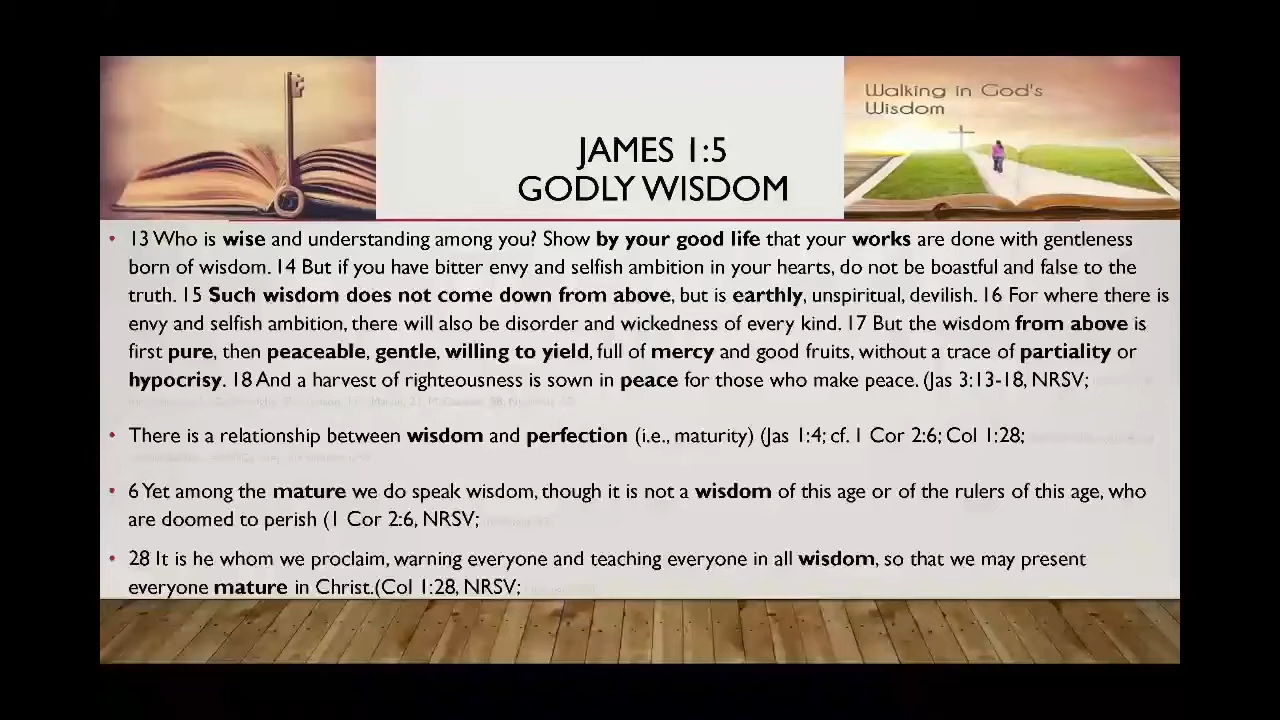 Walking in God's
Wisdom
JAMES 1:5
GODLY WISDOM
• 13 Who is wise and understanding among you? Show by your good life that your works are done with gentleness
born of wisdom. 14 But if you have bitter envy and selfish ambition in your hearts, do not be boastful and false to the
truth. 15 Such wisdom does not come down from above, but is earthly, unspiritual, devilish. 16 For where there is
envy and selfish ambition, there will also be disorder and wickedness of every kind. 17 But the wisdom from above is
first pure, then peaceable, gentle, willing to yield, full of mercy and good fruits, without a trace of partiality or
hypocrisy. 18 And a harvest of righteousness is sown in peace for those who make peace. (Jas 3:13-18, NRSV;
• There is a relationship between wisdom and perfection (i.e., maturity) (Jas 1:4; cf. 1 Cor 2:6; Col 1:28;
• 6 Yet among the mature we do speak wisdom, though it is not a wisdom of this age or of the rulers of this age, who
are doomed to perish (1 Cor 2:6, NRSV;
• 28 It is he whom we proclaim, warning everyone and teaching everyone in all wisdom, so that we may present
everyone mature in Christ.(Col 1:28, NRSV;